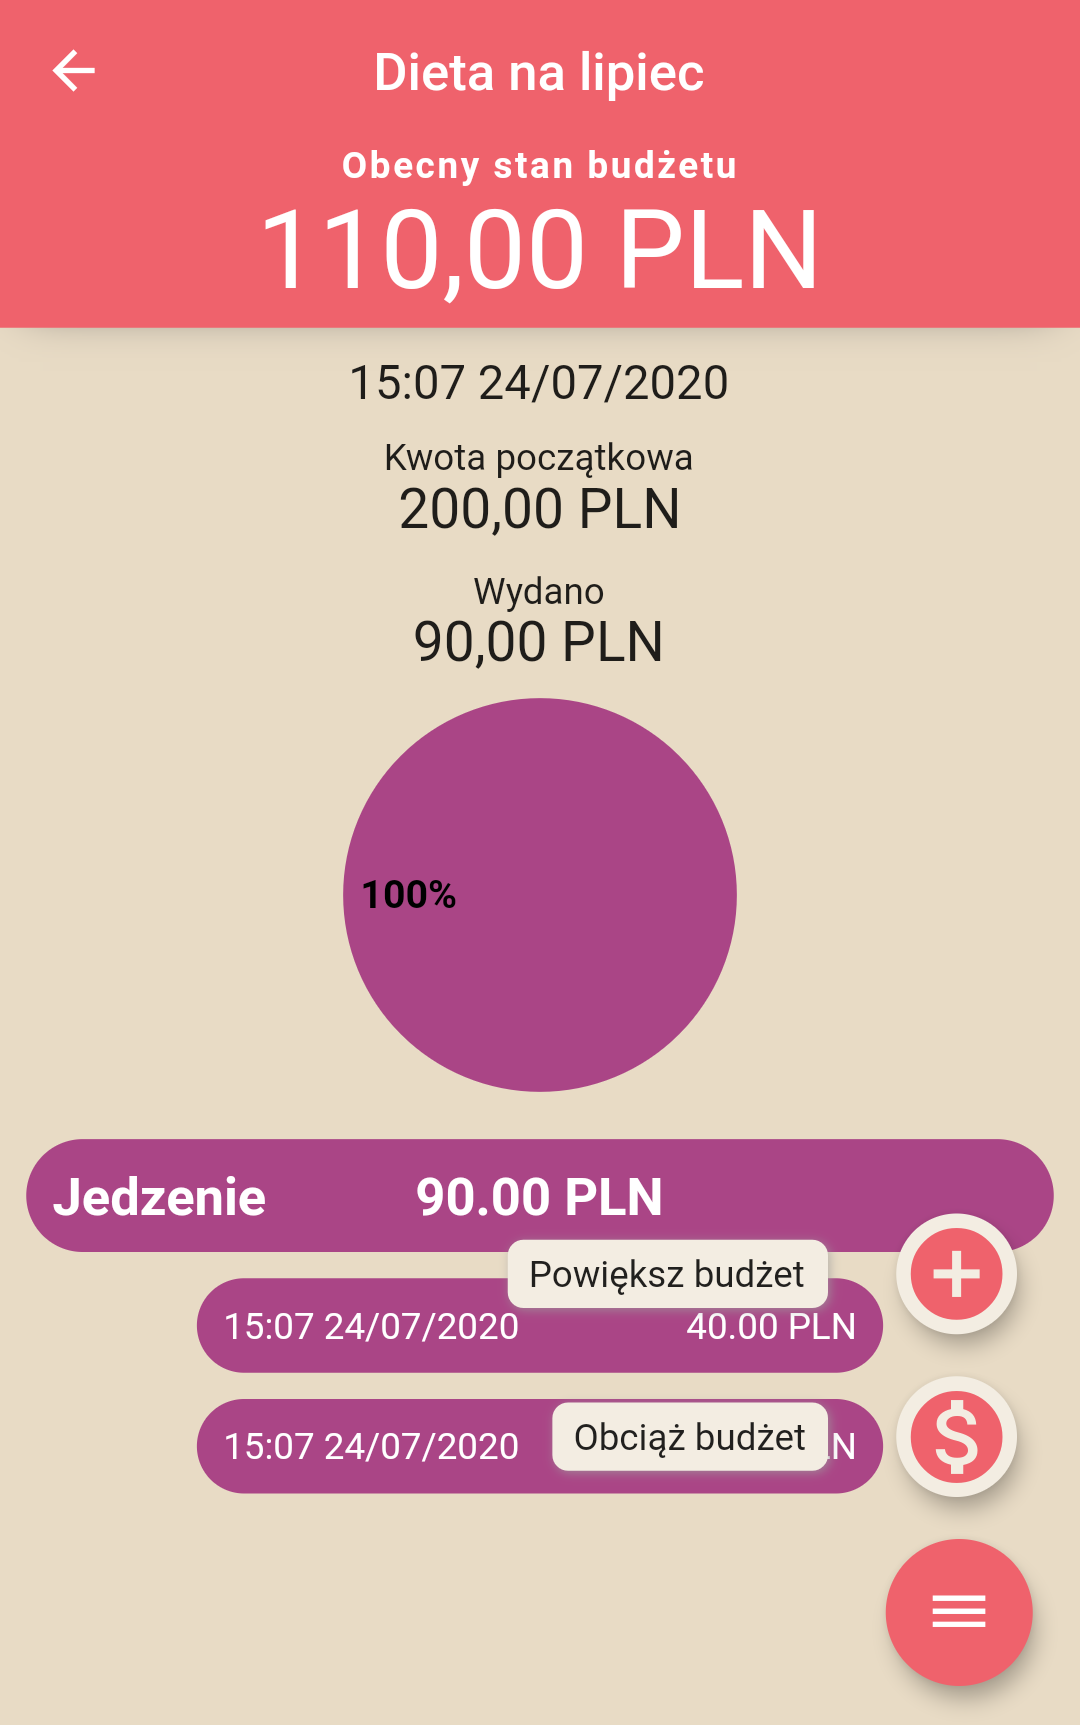 Dieta na lipiec
Obecny stan budżetu
110,00 PLN
15:07 24/07/2020
Kwota początkowa
200,00 PLN
Wydano
90,00 PLN
100%
Jedzenie 90.00 PLN
Powiększ budżet
15:07 24/07/2020 40.00 PLN
Obciąż budżet
15:07 24/07/2020